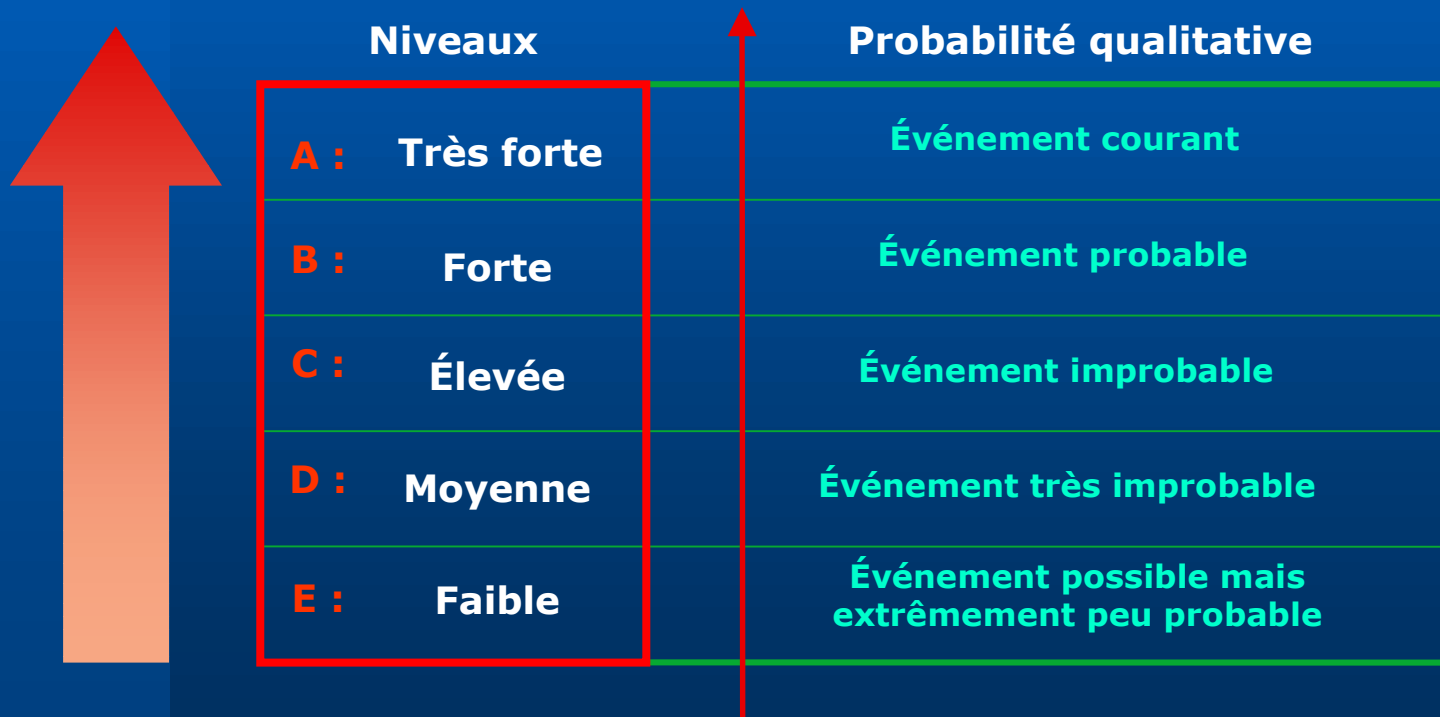 Niveaux
Probabilité qualitative
A : Très forte
Événement courant
B : Forte
Événement probable
C : Élevée
Événement improbable
D : Moyenne
Événement très improbable
E : Faible
Événement possible mais
extrêmement peu probable